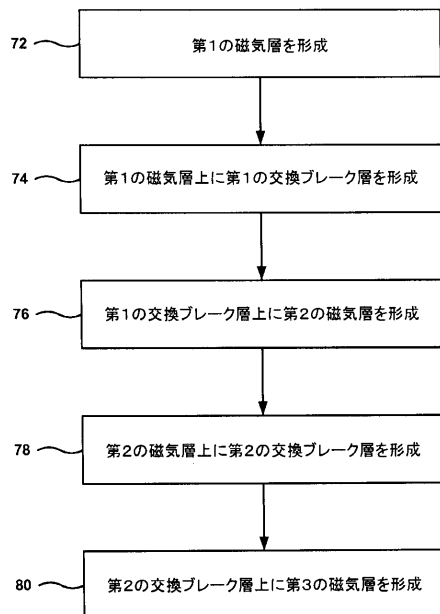 72 第1の磁気層を形成
74 第1の磁気層上に第1の交換ブレーク層を形成
76 第1の交換ブレーク層上に第2の磁気層を形成
78 第2の磁気層上に第2の交換ブレーク層を形成
80 第2の交換ブレーク層上に第3の磁気層を形成